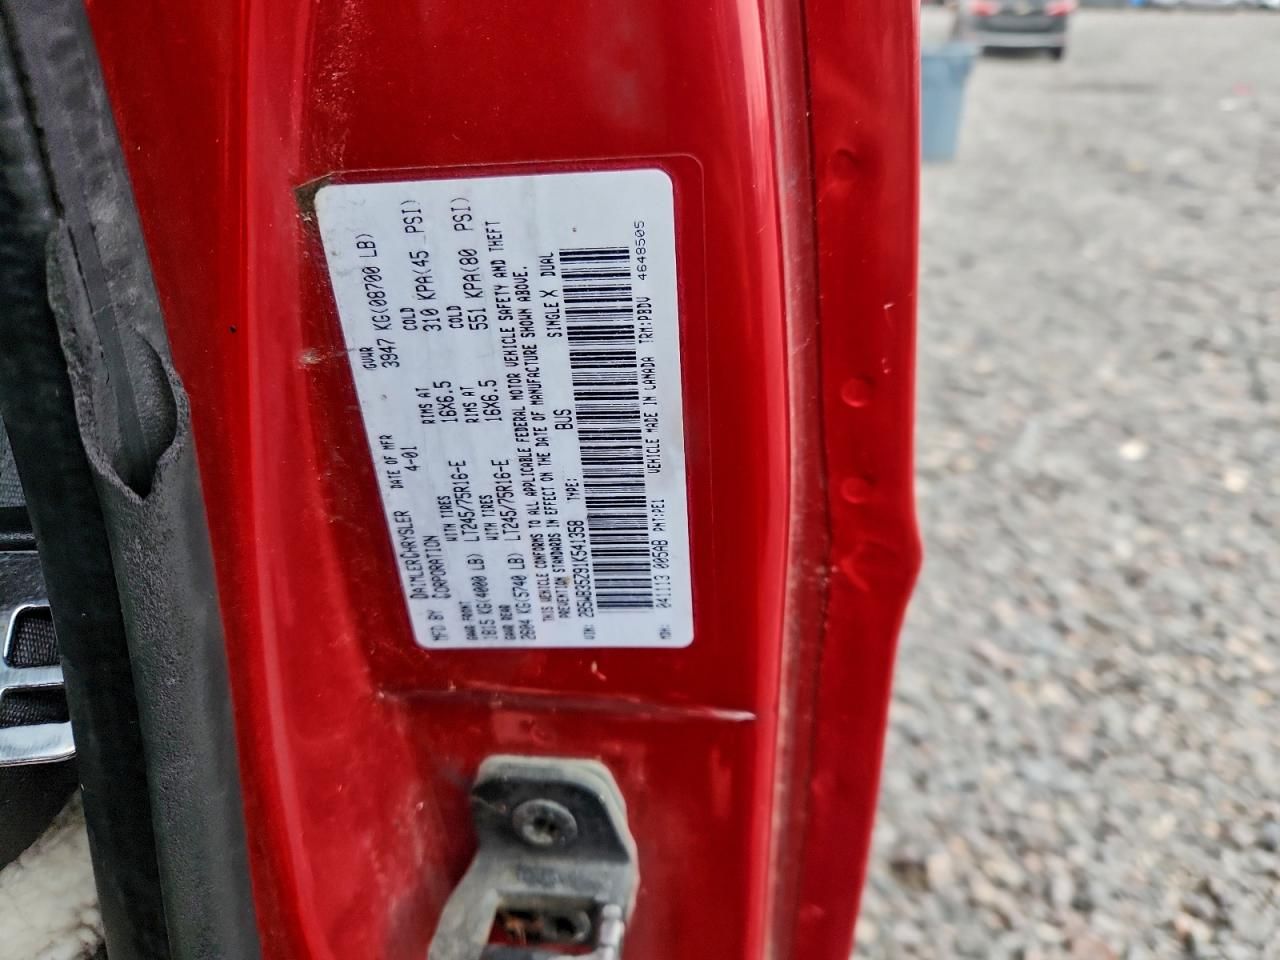 MFD BY DAIMLERCHRYSLER CORPORATION DATE OF MFR 4-01 GVWR 3947 KG(08700 LB)
GAWR FRONT WITH TIRES RIMS AT COLD
1815 KG(4000 LB) LT245/75R16-E 16X6.5 310 KPA(45 PSI)
GAWR REAR WITH TIRES RIMS AT COLD
2604 KG(5740 LB) LT245/75R16-E 16X6.5 551 KPA(80 PSI)
THIS VEHICLE CONFORMS TO ALL APPLICABLE FEDERAL MOTOR VEHICLE SAFETY AND THEFT
PREVENTION STANDARDS IN EFFECT ON THE DATE OF MANUFACTURE SHOWN ABOVE.
VIN: 2B5WB35Z91K541358 TYPE: BUS SINGLE X DUAL
MDH: 041113 005AB PNT:PE1 VEHICLE MADE IN CANADA TRM:PBDV 4648505